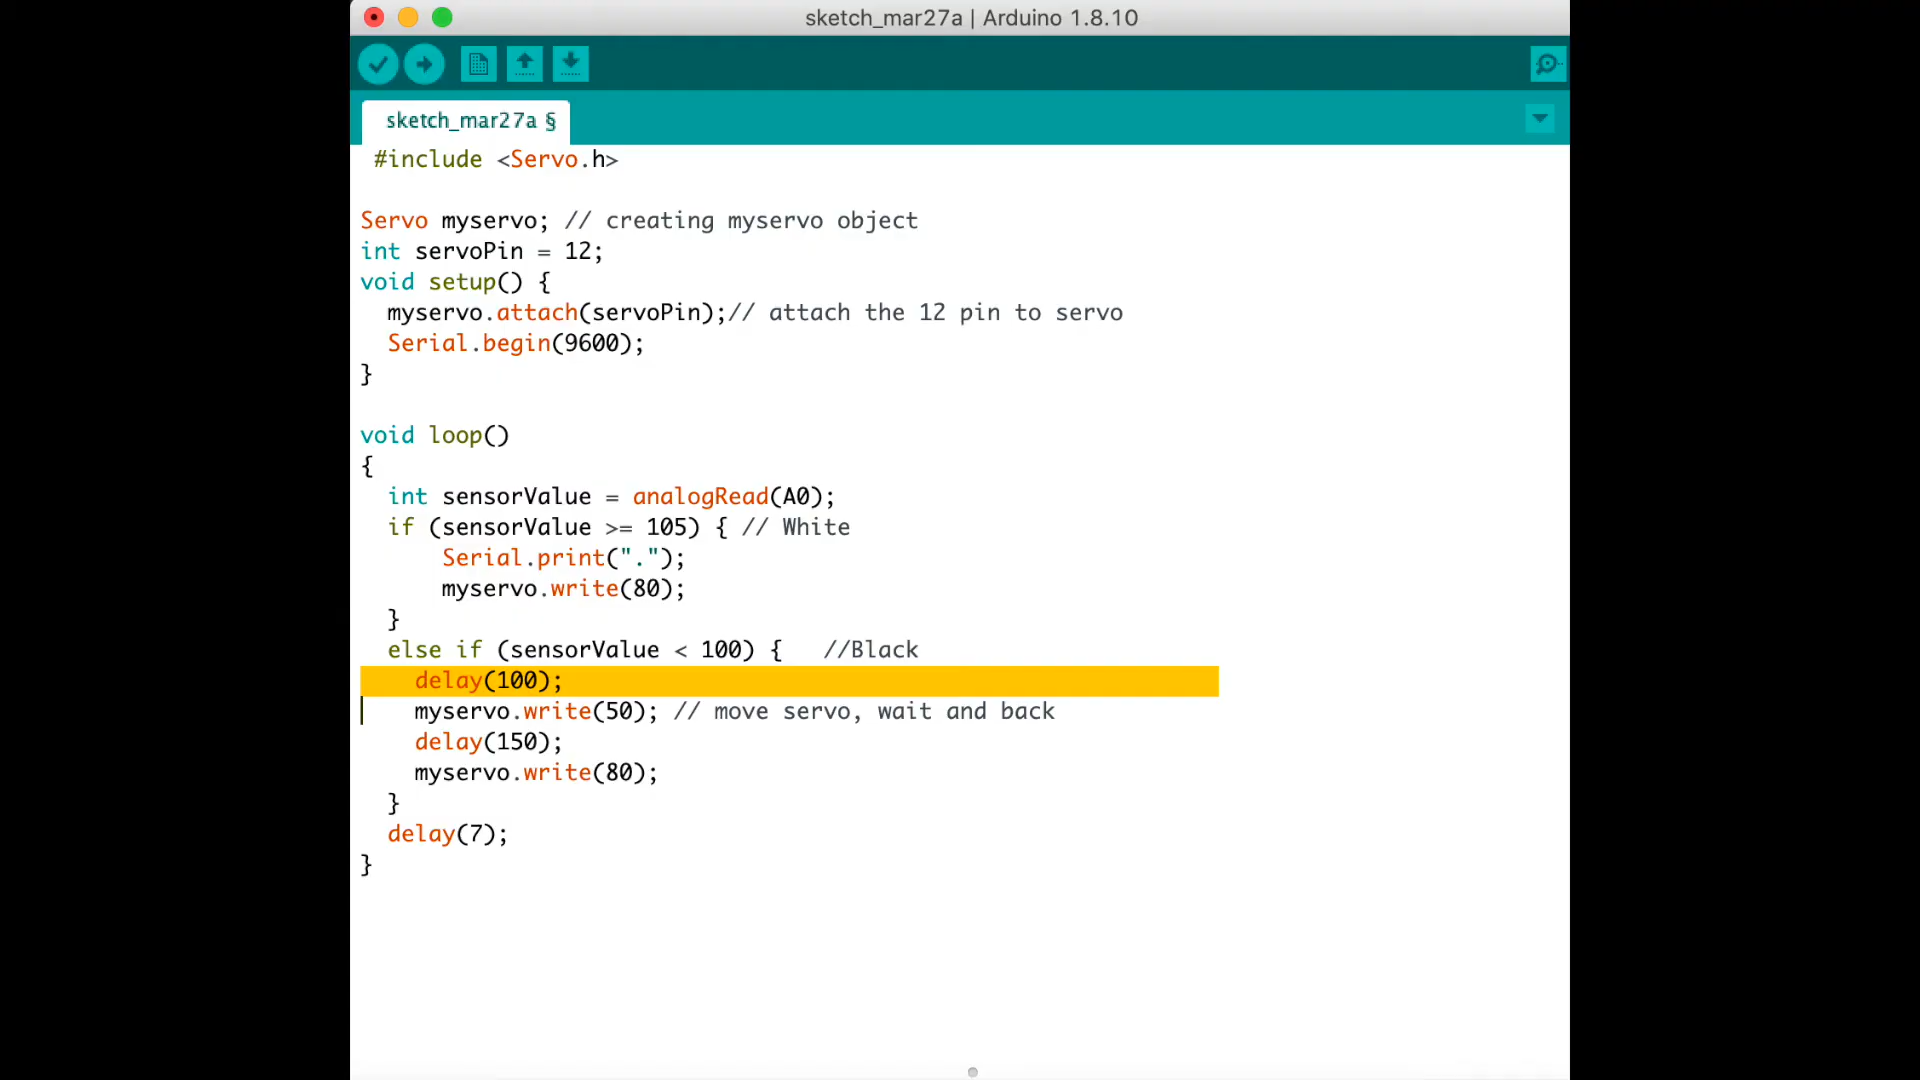 sketch_mar27a | Arduino 1.8.10
sketch_mar27a §
#include <Servo.h>
Servo myservo; // creating myservo object
int servoPin = 12;
void setup() {
myservo.attach(servoPin);// attach the 12 pin to servo
Serial.begin(9600);
}
void loop()
{
int sensorValue = analogRead(A0);
if (sensorValue >= 105) { // White
Serial.print(".");
myservo.write(80);
}
else if (sensorValue < 100) {   //Black
delay(100);
myservo.write(50); // move servo, wait and back
delay(150);
myservo.write(80);
}
delay(7);
}